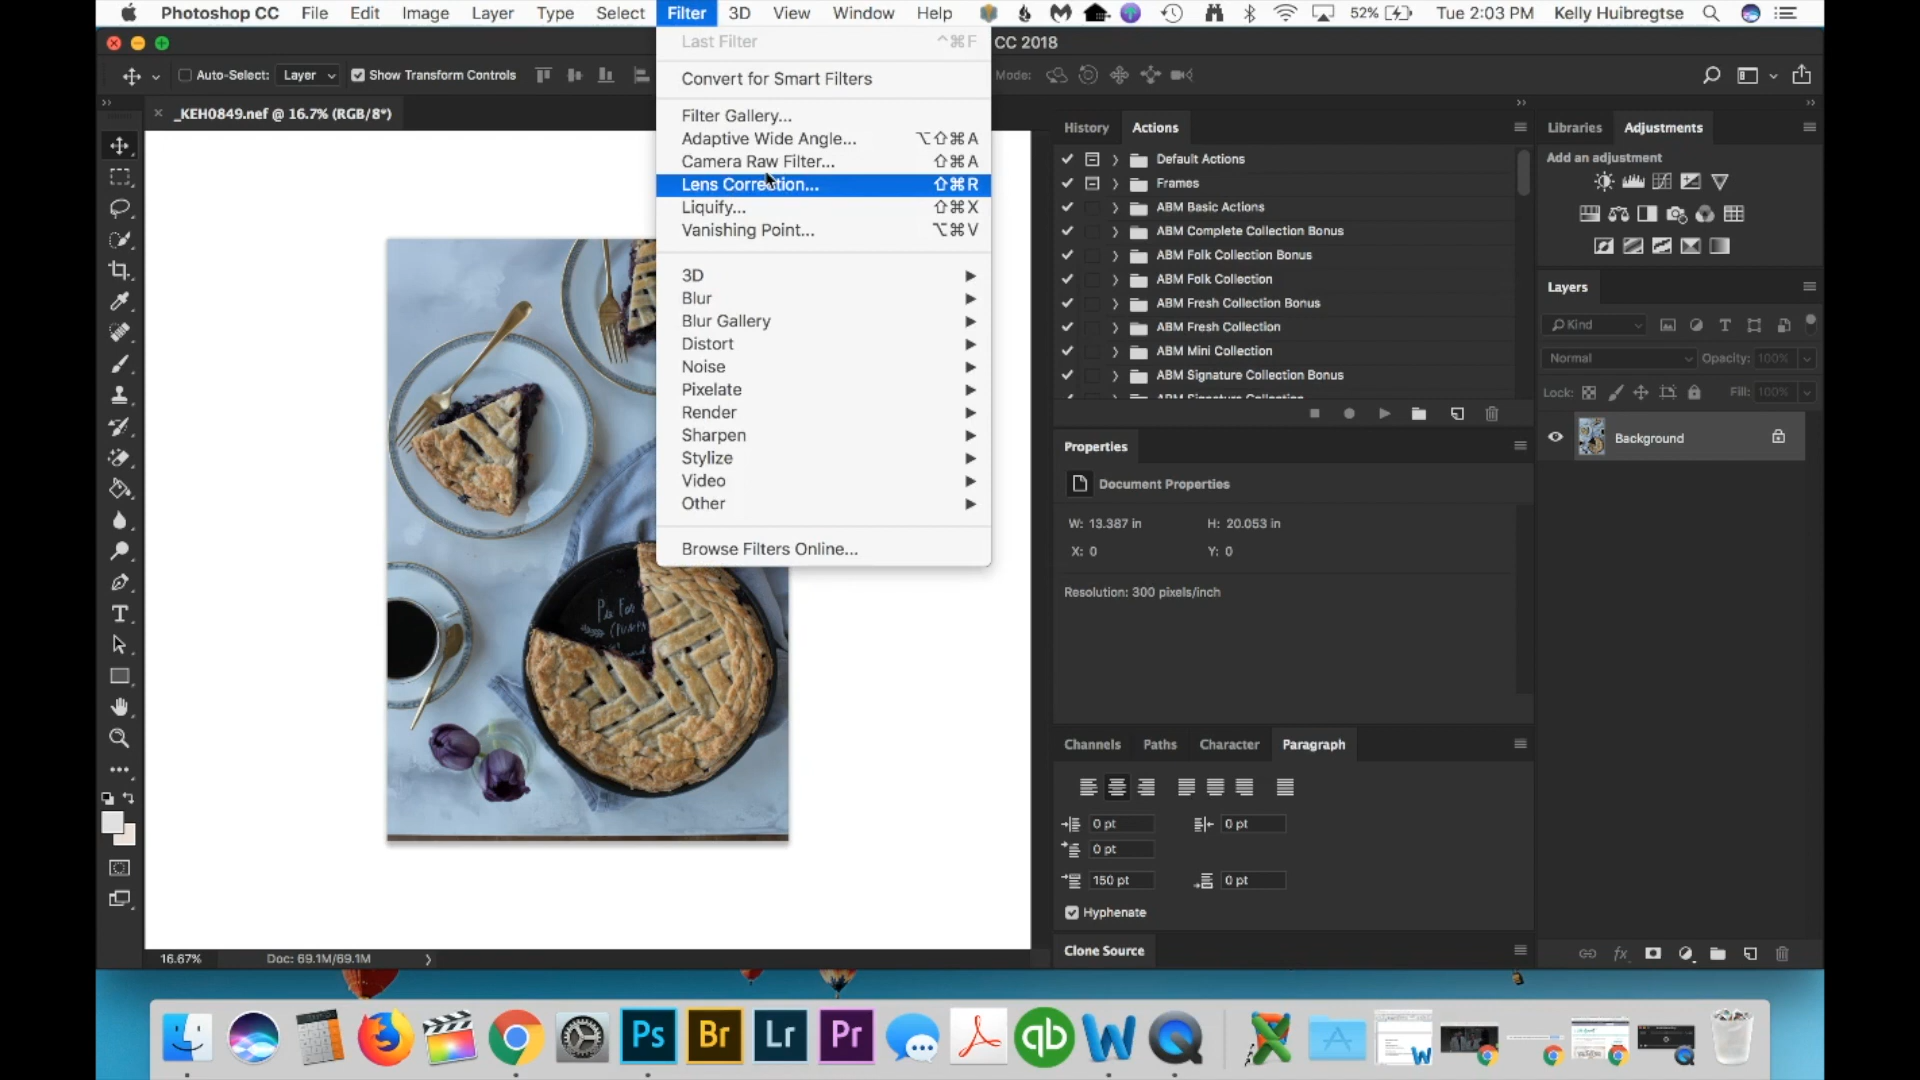 Photoshop CC File Edit Image Layer Type Select Filter 3D View Window Help 52% Tue 2:03 PM Kelly Huibregtse
CC 2018
Auto-Select: Layer Show Transform Controls Mode:
_KEH0849.nef @ 16.7% (RGB/8*)
Last Filter ^⌘F
Convert for Smart Filters
Filter Gallery...
Adaptive Wide Angle... ⌥⇧⌘A
Camera Raw Filter... ⇧⌘A
Lens Correction... ⇧⌘R
Liquify... ⇧⌘X
Vanishing Point... ⌥⌘V
3D
Blur
Blur Gallery
Distort
Noise
Pixelate
Render
Sharpen
Stylize
Video
Other
Browse Filters Online...
Pie For
History Actions
Default Actions
Frames
ABM Basic Actions
ABM Complete Collection Bonus
ABM Folk Collection Bonus
ABM Folk Collection
ABM Fresh Collection Bonus
ABM Fresh Collection
ABM Mini Collection
ABM Signature Collection Bonus
ABM Signature Collection
Properties
Document Properties
W: 13.387 in H: 20.053 in
X: 0 Y: 0
Resolution: 300 pixels/inch
Channels Paths Character Paragraph
0 pt 0 pt
0 pt
150 pt 0 pt
Hyphenate
Clone Source
Libraries Adjustments
Add an adjustment
Layers
Kind
Normal Opacity: 100%
Lock: Fill: 100%
Background
fx
16.67% Doc: 69.1M/69.1M
Ps Br Lr Pr qb W